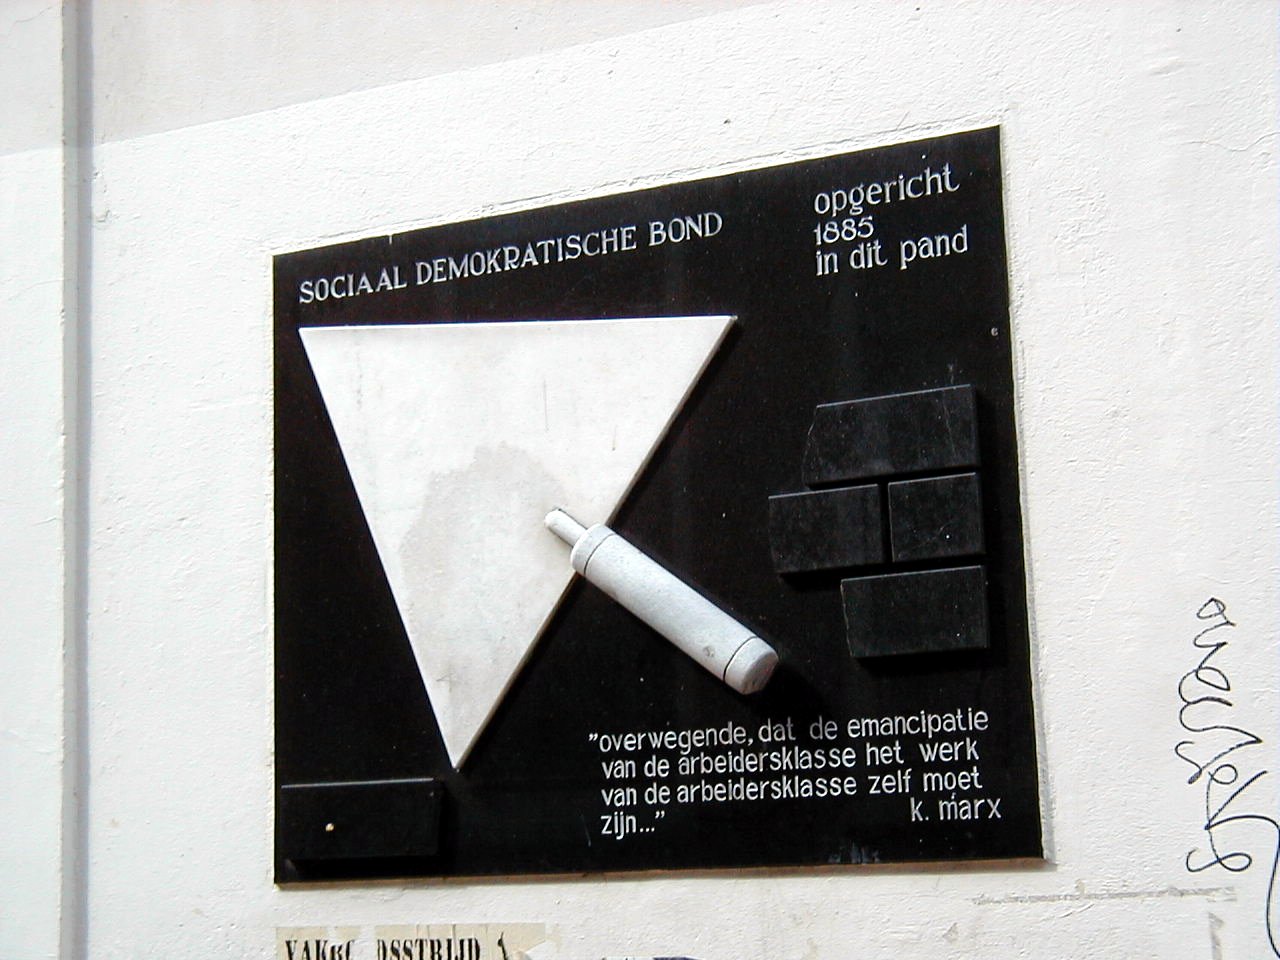 SOCIAAL DEMOKRATISCHE BOND
opgericht
1885
in dit pand
"overwegende, dat de emancipatie
van de arbeidersklasse het werk
van de arbeidersklasse zelf moet
zijn..."
k. marx